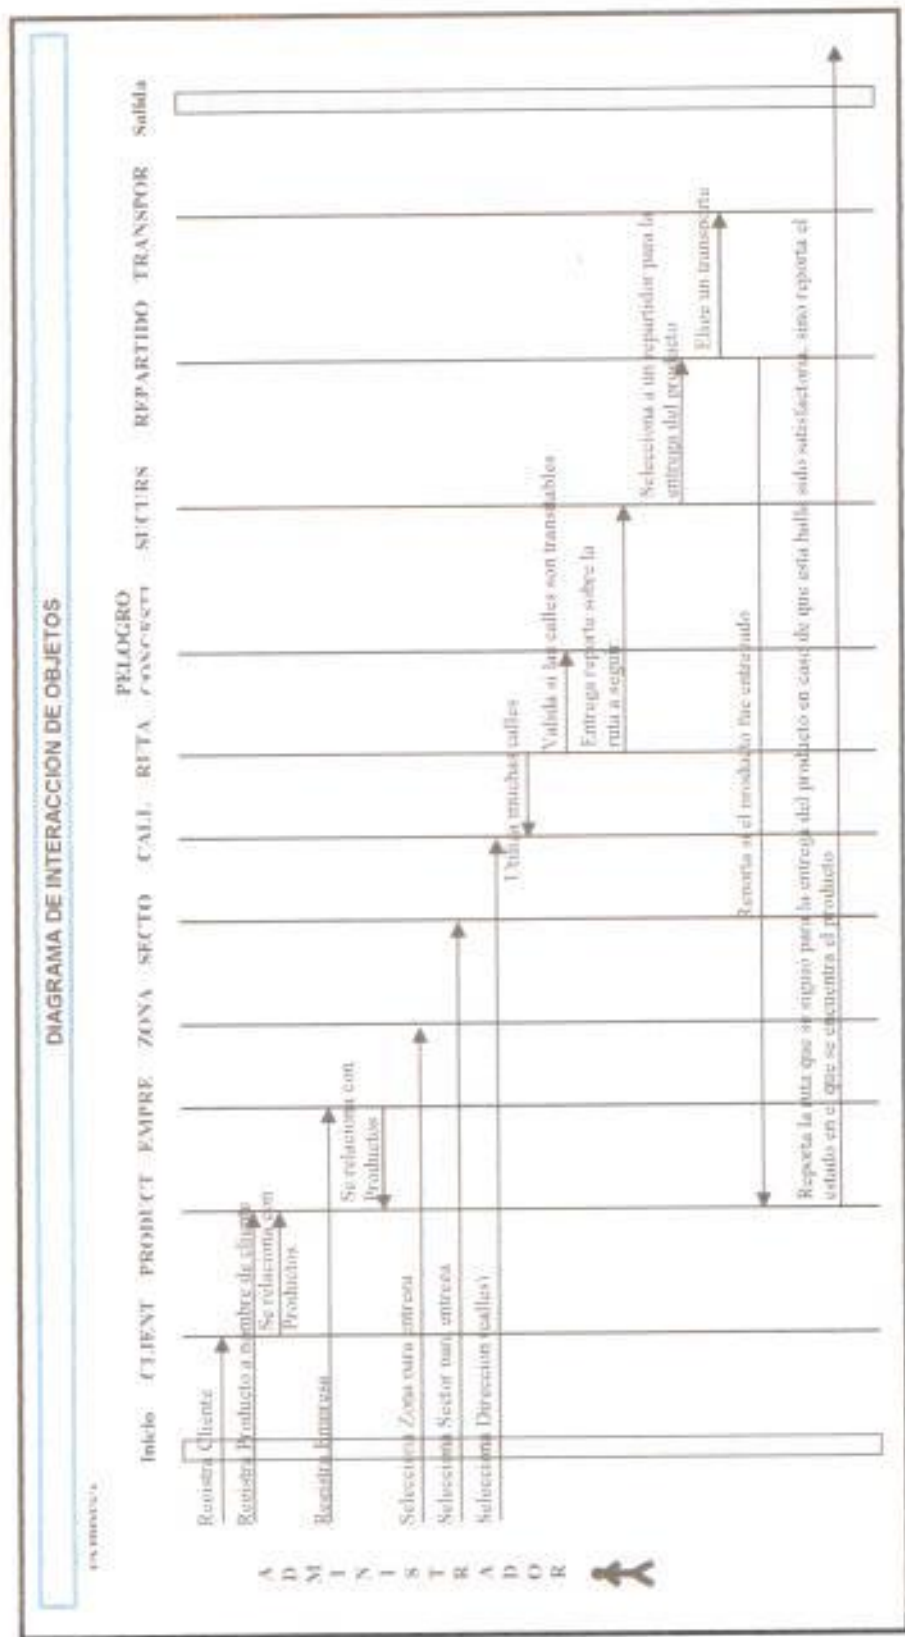 DIAGRAMA DE INTERACCION DE OBJETOS
PELOGRO
Inicio CLIENT PRODUCT EMPRE ZONA SECTO CALL RUTA SECURS REPARTIDO TRANSPOR Salida
Registra Cliente
Registra Producto a nombre de cliente
Se relaciona con
Productos
Registra Empresa
Se relaciona con
Productos
Selecciona Zona para entrega
Selecciona Sector para entrega
Selecciona Direccion (calles)
Utiliza muchas calles
Valida si las calles son transitables
Entrega reporte sobre la
ruta a seguir
Selecciona a un repartidor para la
entrega del producto
Elige un transporte
Reporta si el producto fue entregado
Reporta la ruta que se siguio para la entrega del producto en caso de que esta halla sido satisfactoria, sino reporta el
estado en el que se encuentra el producto
A
D
M
I
N
I
S
T
R
A
D
O
R